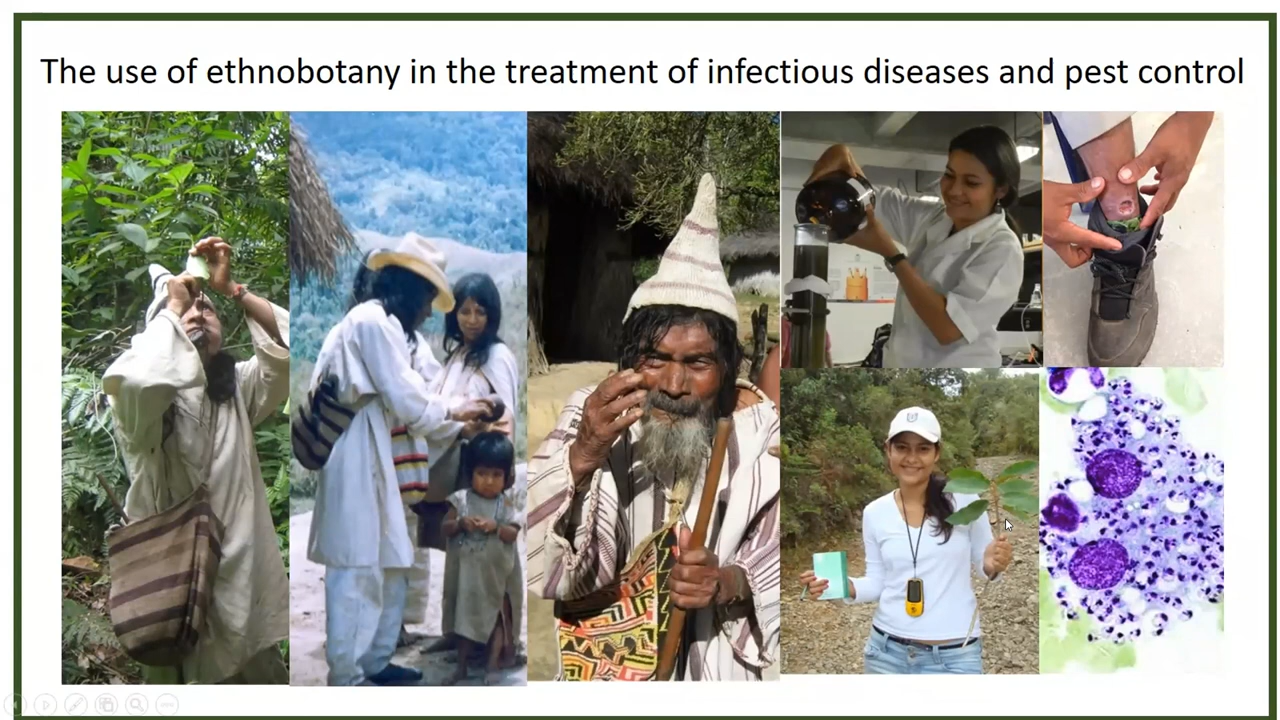 The use of ethnobotany in the treatment of infectious diseases and pest control